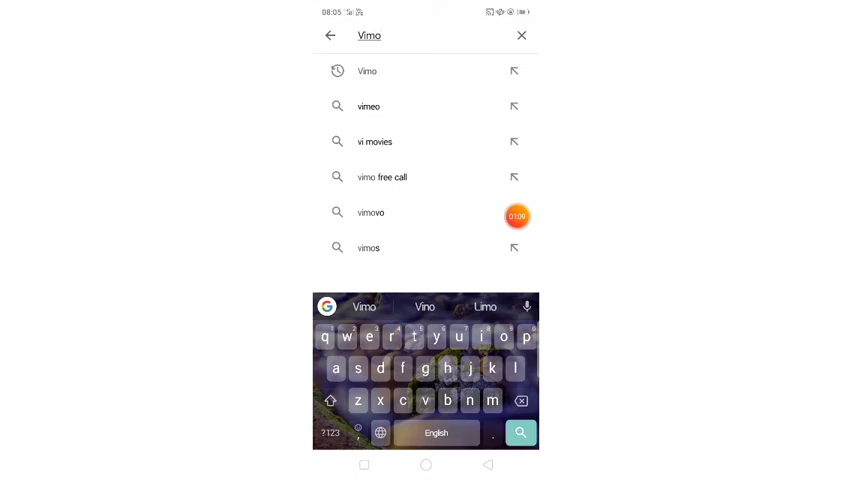 08:05
Vimo
Vimo
vimeo
vi movies
vimo free call
vimovo
01:09
vimos
G Vimo Vino Limo
q w e r t y u i o p
a s d f g h j k l
z x c v b n m
?123 , English .